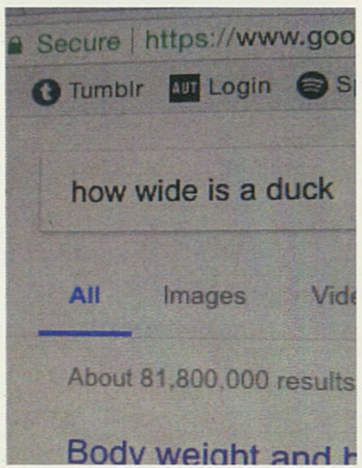 Secure | https://www.goo
Tumblr AUT Login S
how wide is a duck
All Images Vide
About 81,800,000 results
Body weight and h